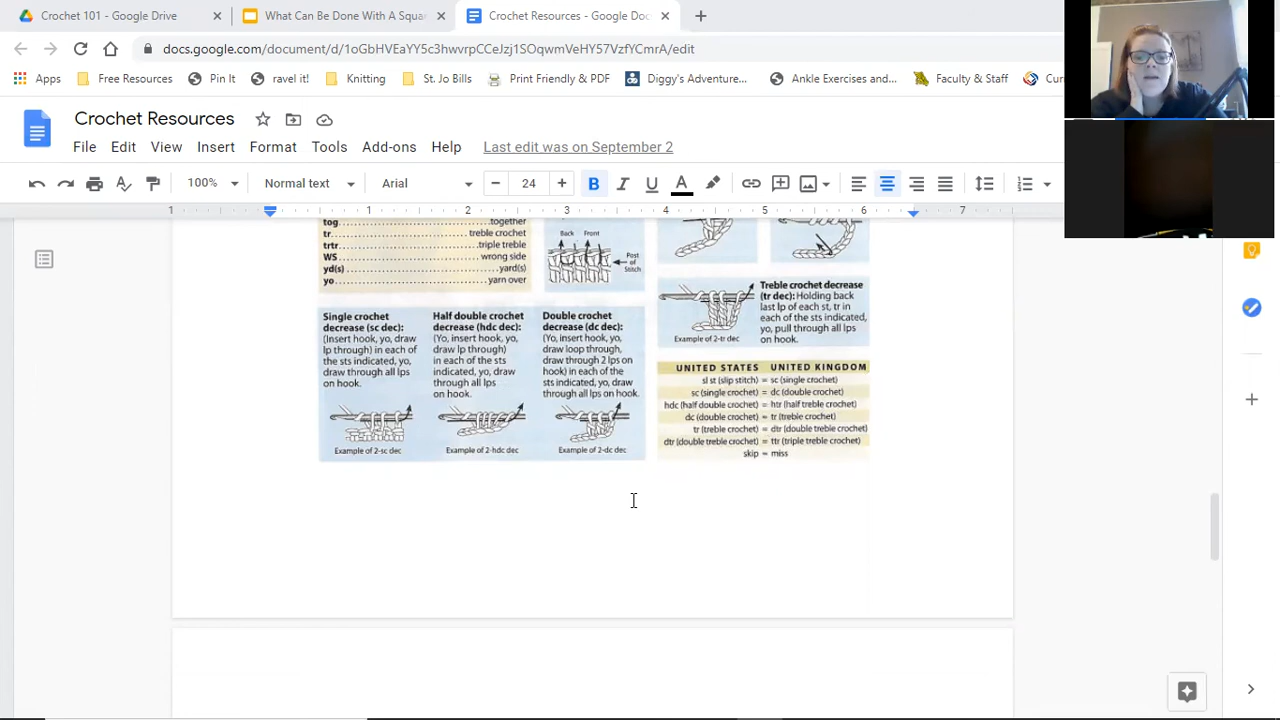 Crochet 101 - Google Drive
What Can Be Done With A Squa
Crochet Resources - Google Doc
docs.google.com/document/d/1oGbHVEaYY5c3hwvrpCCeJzj1SOqwmVeHY57VzfYCmrA/edit
Apps Free Resources Pin It ravel it! Knitting St. Jo Bills Print Friendly & PDF Diggy's Adventure... Ankle Exercises and... Faculty & Staff Cur
Crochet Resources
File Edit View Insert Format Tools Add-ons Help Last edit was on September 2
100% Normal text Arial 24 B I U A
1 1 2 3 4 5 6 7
tog together
tr treble crochet
trtr triple treble
WS wrong side
yd(s) yard(s)
yo yarn over
Back Front
Post
of
Stitch
Single crochet
decrease (sc dec):
(Insert hook, yo, draw
lp through) in each of
the sts indicated, yo,
draw through all lps
on hook.
Example of 2-sc dec
Half double crochet
decrease (hdc dec):
(Yo, insert hook, yo,
draw lp through)
in each of the sts
indicated, yo, draw
through all lps
on hook.
Example of 2-hdc dec
Double crochet
decrease (dc dec):
(Yo, insert hook, yo,
draw loop through,
draw through 2 lps on
hook) in each of the
sts indicated, yo, draw
through all lps on hook.
Example of 2-dc dec
Treble crochet decrease
(tr dec): Holding back
last lp of each st, tr in
each of the sts indicated,
yo, pull through all lps
on hook.
Example of 2-tr dec
UNITED STATES UNITED KINGDOM
sl st (slip stitch) = sc (single crochet)
sc (single crochet) = dc (double crochet)
hdc (half double crochet) = htr (half treble crochet)
dc (double crochet) = tr (treble crochet)
tr (treble crochet) = dtr (double treble crochet)
dtr (double treble crochet) = ttr (triple treble crochet)
skip = miss